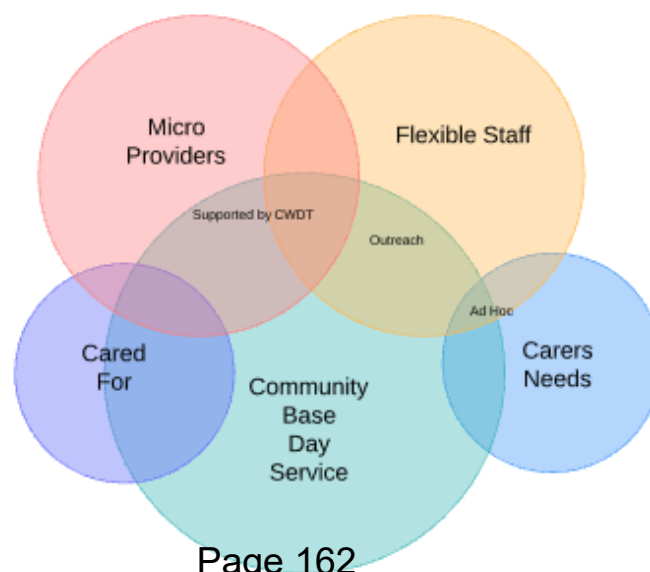 Micro
Providers
Flexible Staff
Supported by CWDT
Outreach
Ad Hoc
Cared
For
Carers
Needs
Community
Base
Day
Service
Page 162